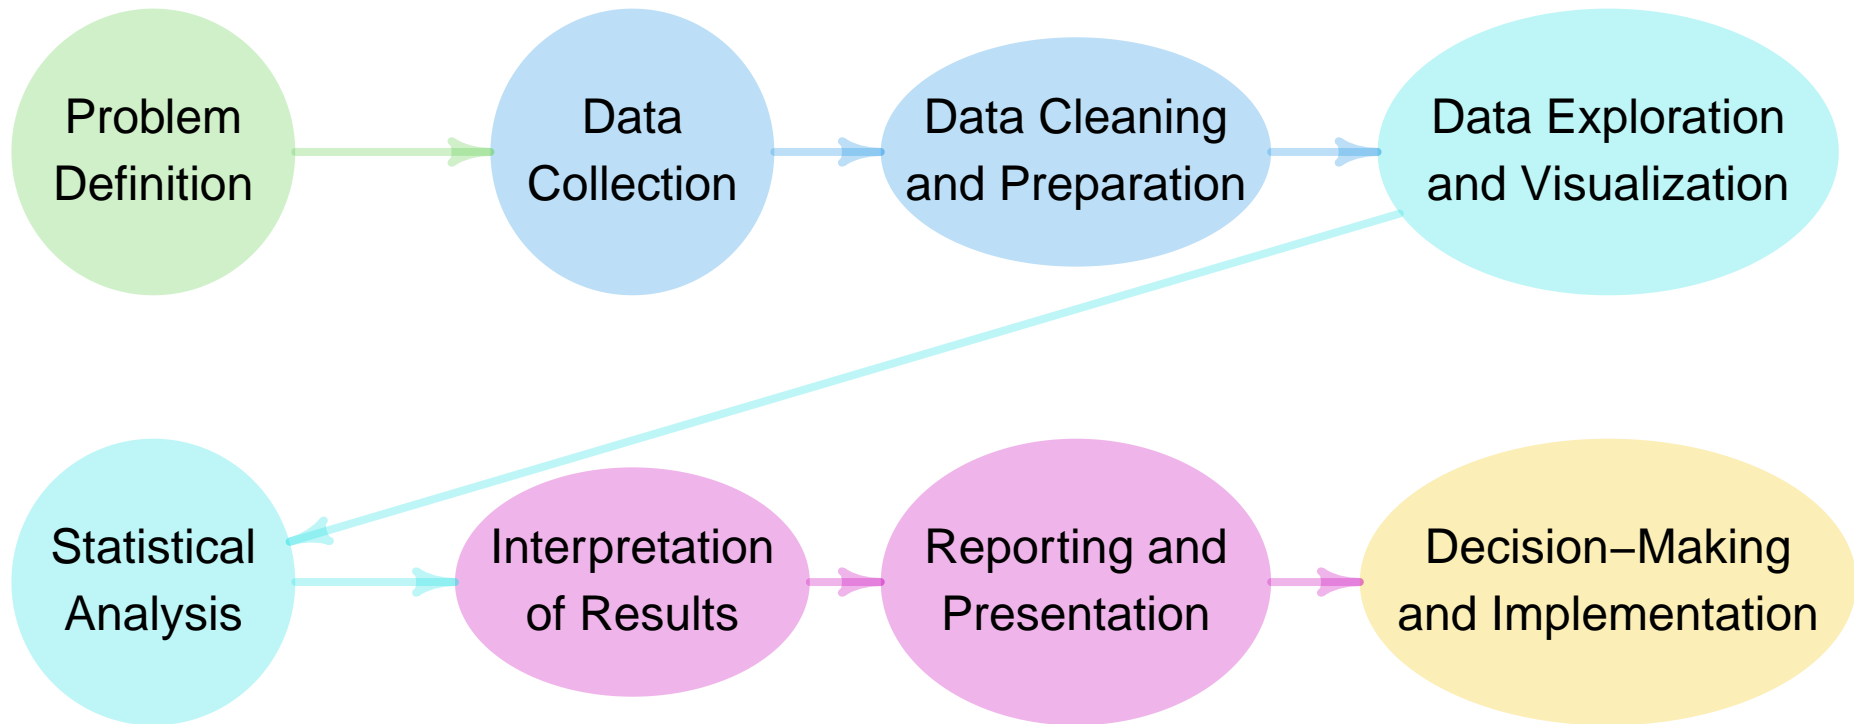 Problem
Definition
Data
Collection
Data Cleaning
and Preparation
Data Exploration
and Visualization
Statistical
Analysis
Interpretation
of Results
Reporting and
Presentation
Decision−Making
and Implementation